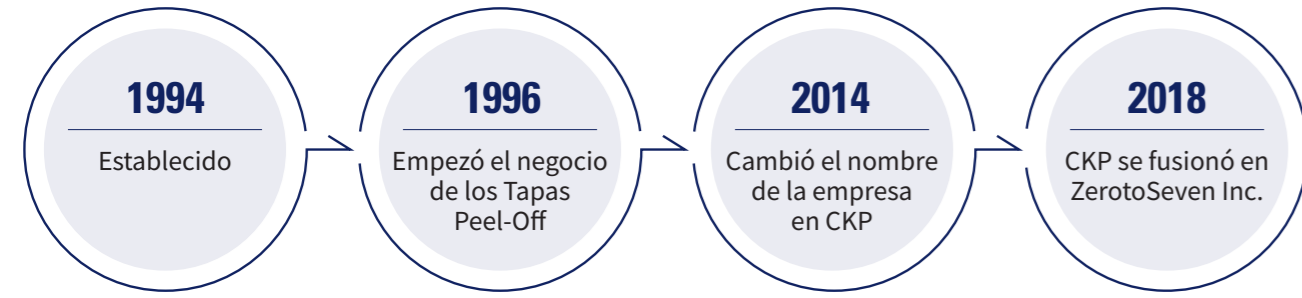 1994
Establecido
1996
Empezó el negocio
de los Tapas
Peel-Off
2014
Cambió el nombre
de la empresa
en CKP
2018
CKP se fusionó en
ZerotoSeven Inc.